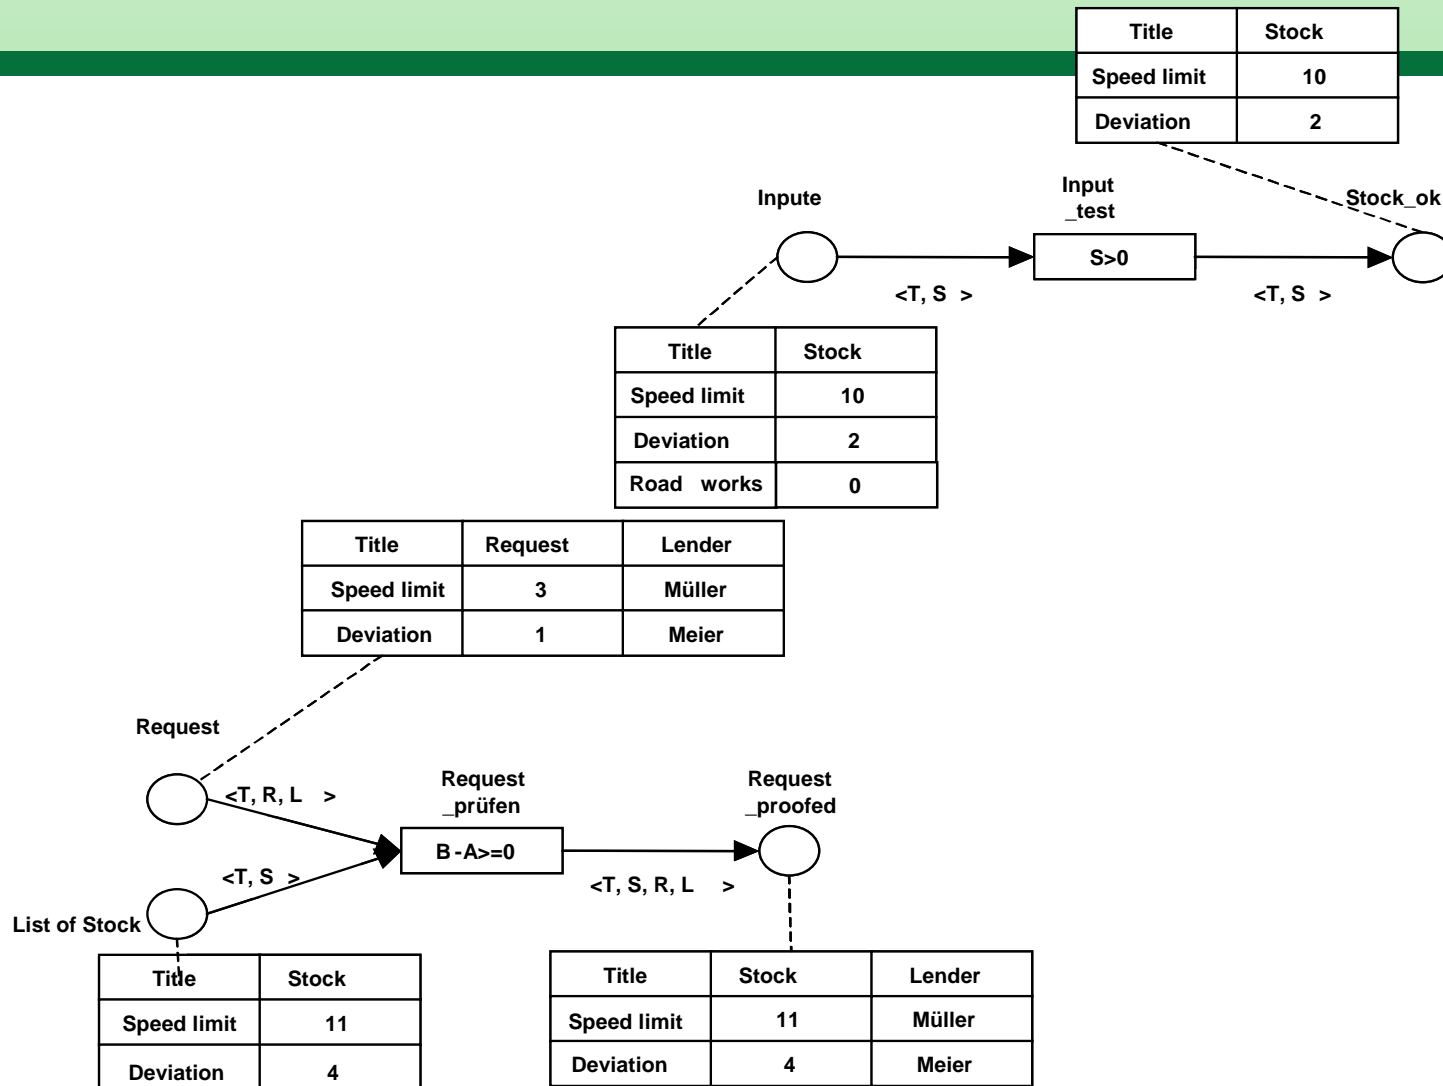 Title Stock
Speed limit 10
Deviation 2
Inpute
Input
_test
Stock_ok
S>0
<T, S >
<T, S >
Title Stock
Speed limit 10
Deviation 2
Road works 0
Title Request Lender
Speed limit 3 Müller
Deviation 1 Meier
Request
<T, R, L >
Request
_prüfen
Request
_proofed
B-A>=0
<T, S >
<T, S, R, L >
List of Stock
Title Stock
Speed limit 11
Deviation 4
Title Stock Lender
Speed limit 11 Müller
Deviation 4 Meier